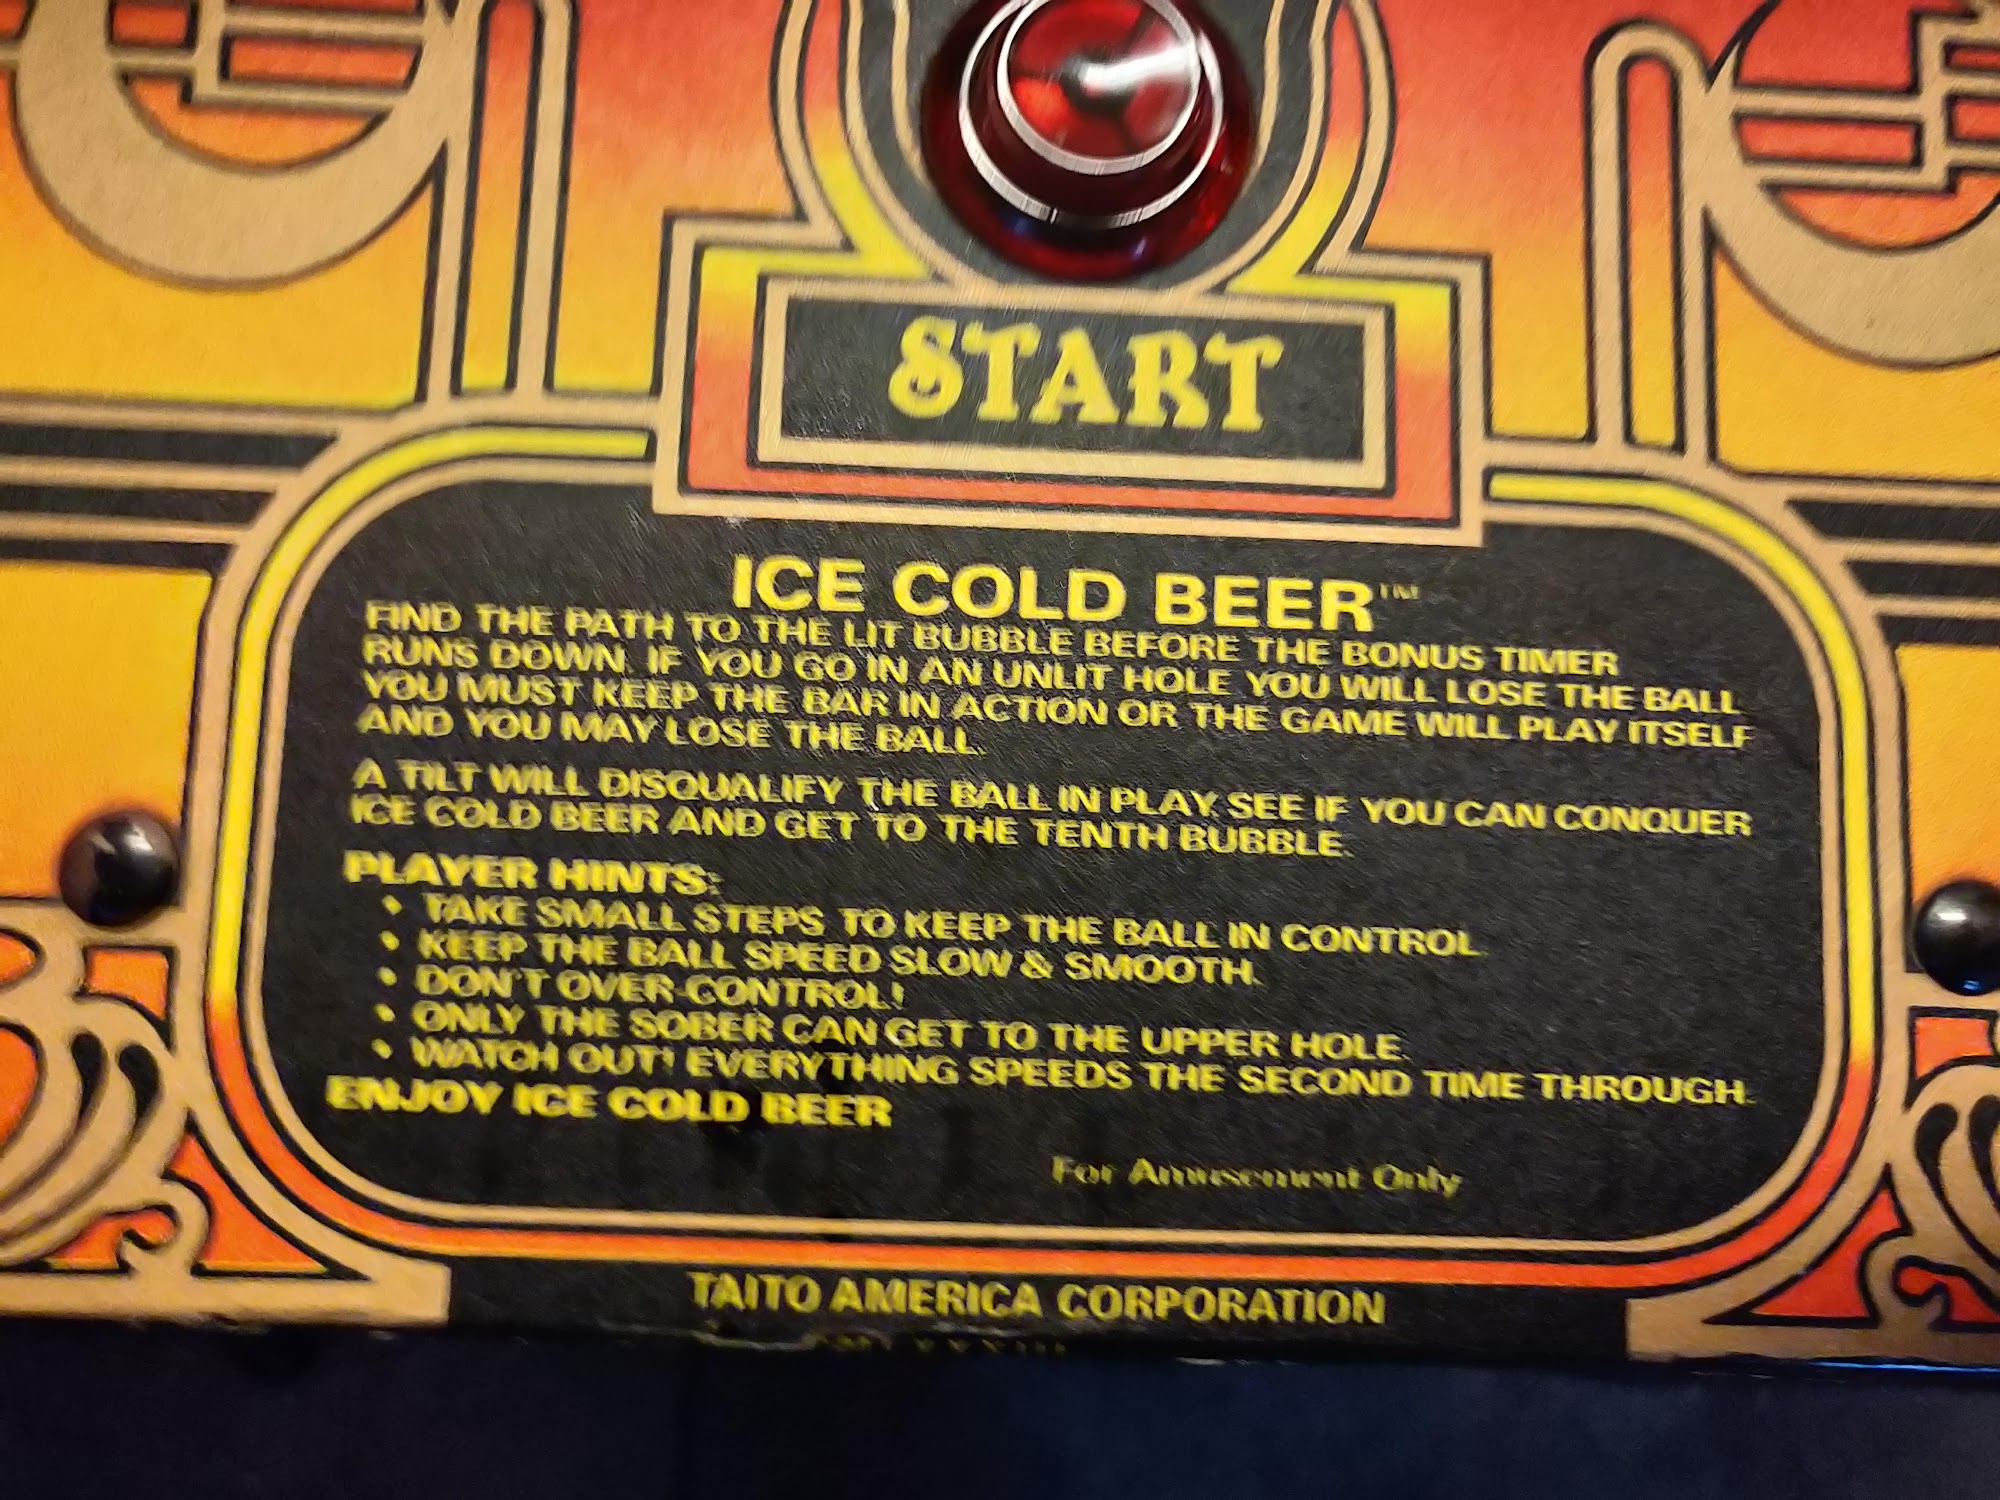 START
ICE COLD BEER™
FIND THE PATH TO THE LIT BUBBLE BEFORE THE BONUS TIMER
RUNS DOWN. IF YOU GO IN AN UNLIT HOLE YOU WILL LOSE THE BALL.
YOU MUST KEEP THE BAR IN ACTION OR THE GAME WILL PLAY ITSELF
AND YOU MAY LOSE THE BALL.
A TILT WILL DISQUALIFY THE BALL IN PLAY. SEE IF YOU CAN CONQUER
ICE COLD BEER AND GET TO THE TENTH BUBBLE.
PLAYER HINTS:
• TAKE SMALL STEPS TO KEEP THE BALL IN CONTROL.
• KEEP THE BALL SPEED SLOW & SMOOTH.
• DON'T OVER-CONTROL!
• ONLY THE SOBER CAN GET TO THE UPPER HOLE.
• WATCH OUT! EVERYTHING SPEEDS THE SECOND TIME THROUGH.
ENJOY ICE COLD BEER
For Amusement Only
TAITO AMERICA CORPORATION